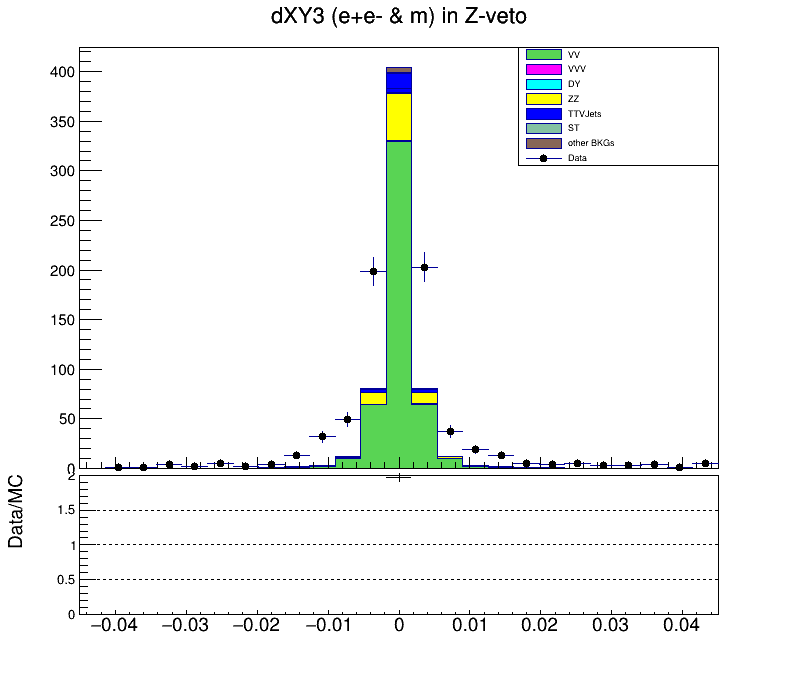 dXY3 (e+e- & m) in Z-veto
VV
VVV
DY
ZZ
TTVJets
ST
other BKGs
Data
400
350
300
250
200
150
100
50
0
Data/MC
2
1.5
1
0.5
0
−0.04 −0.03 −0.02 −0.01 0 0.01 0.02 0.03 0.04